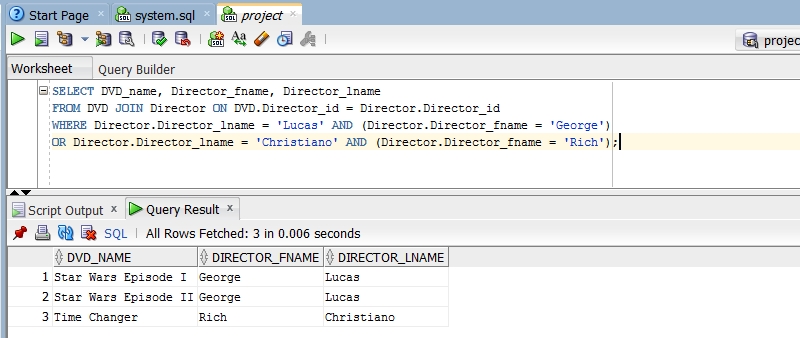 Start Page
system.sql
project
projec
Worksheet
Query Builder
SELECT DVD_name, Director_fname, Director_lname
FROM DVD JOIN Director ON DVD.Director_id = Director.Director_id
WHERE Director.Director_lname = 'Lucas' AND (Director.Director_fname = 'George')
OR Director.Director_lname = 'Christiano' AND (Director.Director_fname = 'Rich');
Script Output
Query Result
SQL
All Rows Fetched: 3 in 0.006 seconds
DVD_NAME DIRECTOR_FNAME DIRECTOR_LNAME
1 Star Wars Episode I George Lucas
2 Star Wars Episode II George Lucas
3 Time Changer Rich Christiano